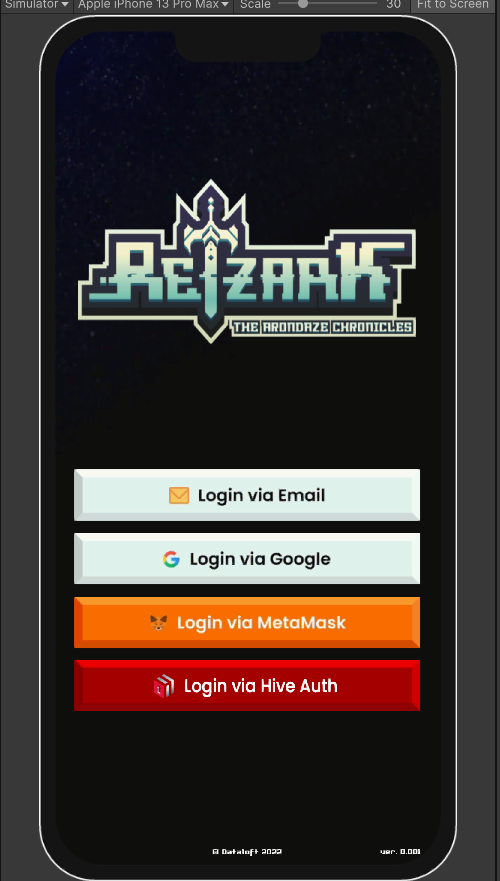 Simulator Apple iPhone 13 Pro Max Scale 30 Fit to Screen
REIZARK
THE ARONDAZE CHRONICLES
Login via Email
Login via Google
Login via MetaMask
Login via Hive Auth
© Dataloft 2022 ver. 0.001